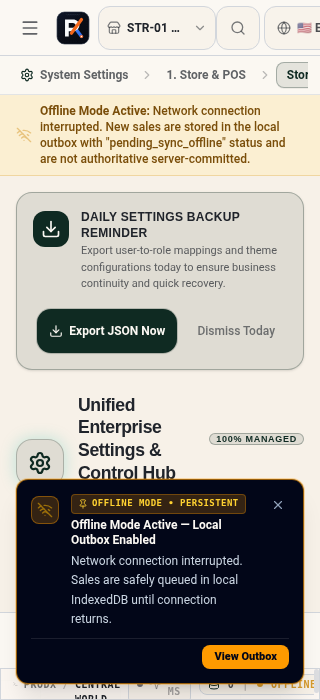 STR-01 ...
System Settings
1. Store & POS
Stor
Offline Mode Active: Network connection
interrupted. New sales are stored in the local
outbox with "pending_sync_offline" status and
are not authoritative server-committed.
DAILY SETTINGS BACKUP
REMINDER
Export user-to-role mappings and theme
configurations today to ensure business
continuity and quick recovery.
Export JSON Now
Dismiss Today
Unified
Enterprise
Settings &
Control Hub
100% MANAGED
OFFLINE MODE • PERSISTENT
Offline Mode Active — Local
Outbox Enabled
Network connection interrupted.
Sales are safely queued in local
IndexedDB until connection
returns.
View Outbox
CENTRAL
WORLD
MS